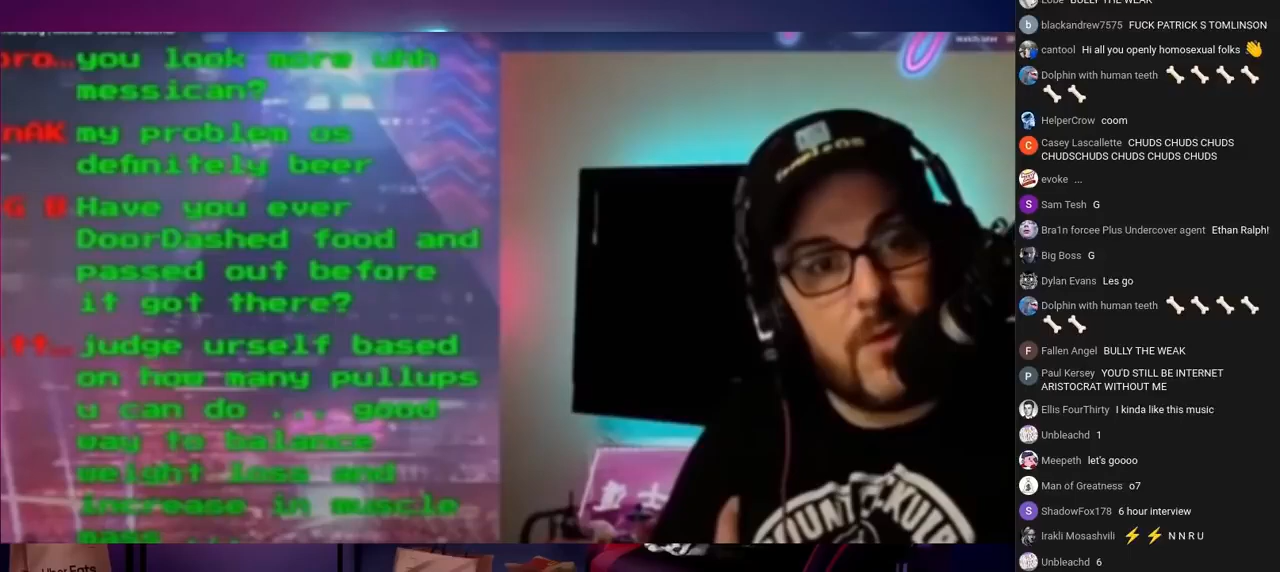 you look more uhh
messican?
my problem os
definitely beer
Have you ever
DoorDashed food and
passed out before
it got there?
judge urself based
on how many pullups
u can do ... good
way to balance
weight loss and
increase in muscle
mass ...
BULLY THE WEAK
blackandrew7575 FUCK PATRICK S TOMLINSON
cantool Hi all you openly homosexual folks 👋
Dolphin with human teeth 🦴 🦴 🦴 🦴
🦴 🦴
HelperCrow coom
C Casey Lascallette CHUDS CHUDS CHUDS
CHUDSCHUDS CHUDS CHUDS CHUDS
evoke ...
S Sam Tesh G
Bra1n forcee Plus Undercover agent Ethan Ralph!
Big Boss G
Dylan Evans Les go
Dolphin with human teeth 🦴 🦴 🦴 🦴
🦴 🦴
F Fallen Angel BULLY THE WEAK
P Paul Kersey YOU'D STILL BE INTERNET
ARISTOCRAT WITHOUT ME
Ellis FourThirty I kinda like this music
Unbleachd 1
Meepeth let's goooo
Man of Greatness o7
S ShadowFox178 6 hour interview
Irakli Mosashvili ⚡ ⚡ N N R U
Unbleachd 6
Uber Eats